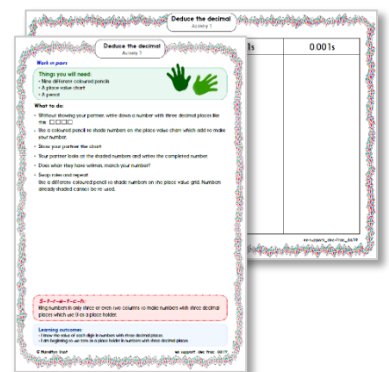 Deduce the decimal
Activity 1
1s
0.001s
Deduce the decimal
Activity 1
Work in pairs
Things you will need:
• Nine different coloured pencils
• A place value chart
• A pencil
What to do:
• Without showing your partner, write down a number with three decimal places like
this □.□□□
• Use a coloured pencil to shade numbers on the place value chart which add to make
your number.
• Show your partner the chart
• Your partner looks at the shaded numbers and writes the completed number
• Does what they have written, match your number?
• Swap roles and repeat
Use a different coloured pencil to shade numbers on the place value grid. Numbers
already shaded cannot be re-used.
S-t-r-e-t-c-h:
Ring numbers in only three or even two columns to make numbers with three decimal
places which use 0 as a place holder.
Learning outcomes:
• I know the value of each digit in numbers with three decimal places
• I am beginning to use zero as a place holder in numbers with three decimal places.
© Hamilton Trust